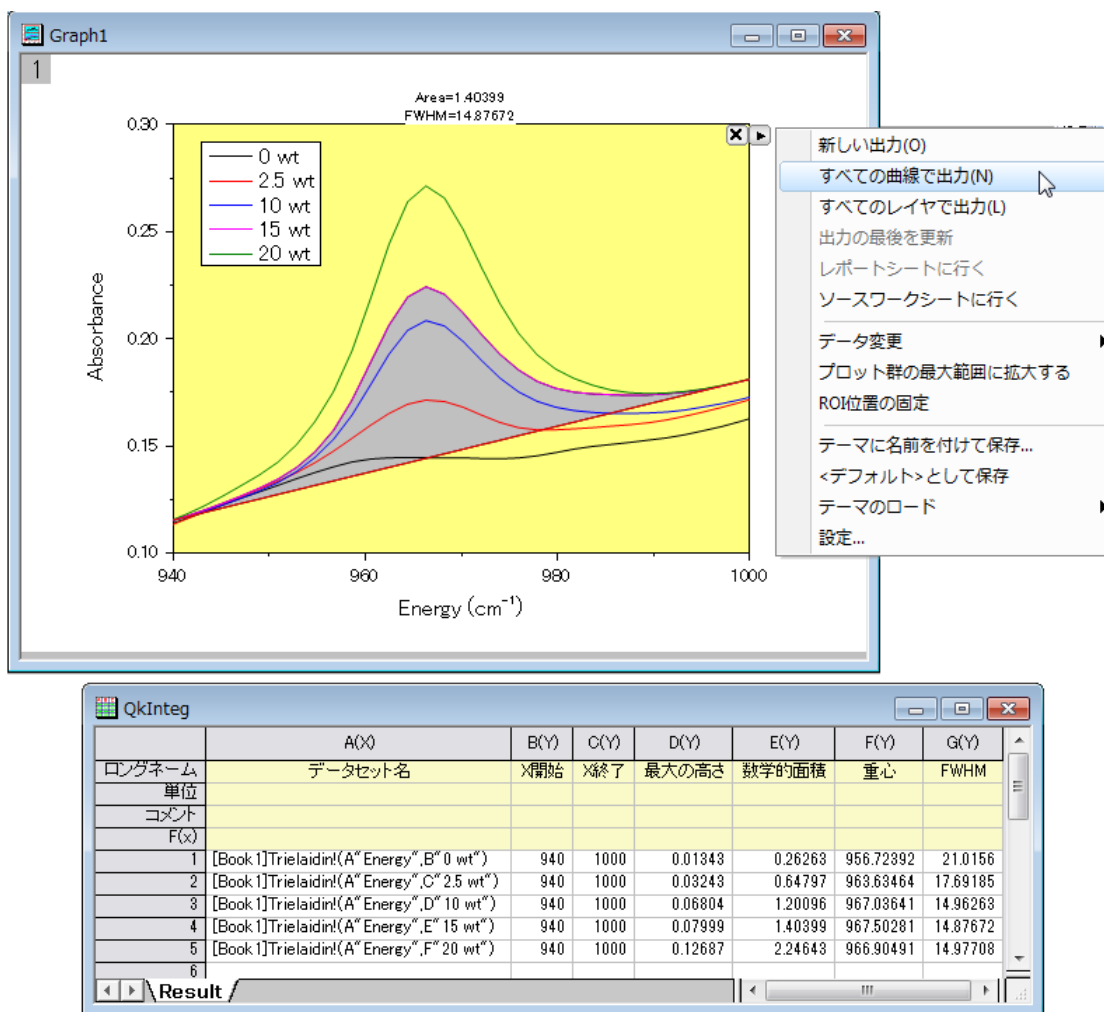 Graph1
1
Area=1.40399
FWHM=14.87672
0.30
0.25
0.20
0.15
0.10
Absorbance
0 wt
2.5 wt
10 wt
15 wt
20 wt
940
960
980
1000
Energy (cm⁻¹)
新しい出力(O)
すべての曲線で出力(N)
すべてのレイヤで出力(L)
出力の最後を更新
レポートシートに行く
ソースワークシートに行く
データ変更
プロット群の最大範囲に拡大する
ROI位置の固定
テーマに名前を付けて保存...
<デフォルト>として保存
テーマのロード
設定...
QkInteg
A(X) B(Y) C(Y) D(Y) E(Y) F(Y) G(Y)
ロングネーム データセット名 X開始 X終了 最大の高さ 数学的面積 重心 FWHM
単位
コメント
F(x)
1 [Book1]Trielaidin!(A"Energy",B"0 wt") 940 1000 0.01343 0.26263 956.72392 21.0156
2 [Book1]Trielaidin!(A"Energy",C"2.5 wt") 940 1000 0.03243 0.64797 963.63464 17.69185
3 [Book1]Trielaidin!(A"Energy",D"10 wt") 940 1000 0.06804 1.20096 967.03641 14.96263
4 [Book1]Trielaidin!(A"Energy",E"15 wt") 940 1000 0.07999 1.40399 967.50281 14.87672
5 [Book1]Trielaidin!(A"Energy",F"20 wt") 940 1000 0.12687 2.24643 966.90491 14.97708
6
Result